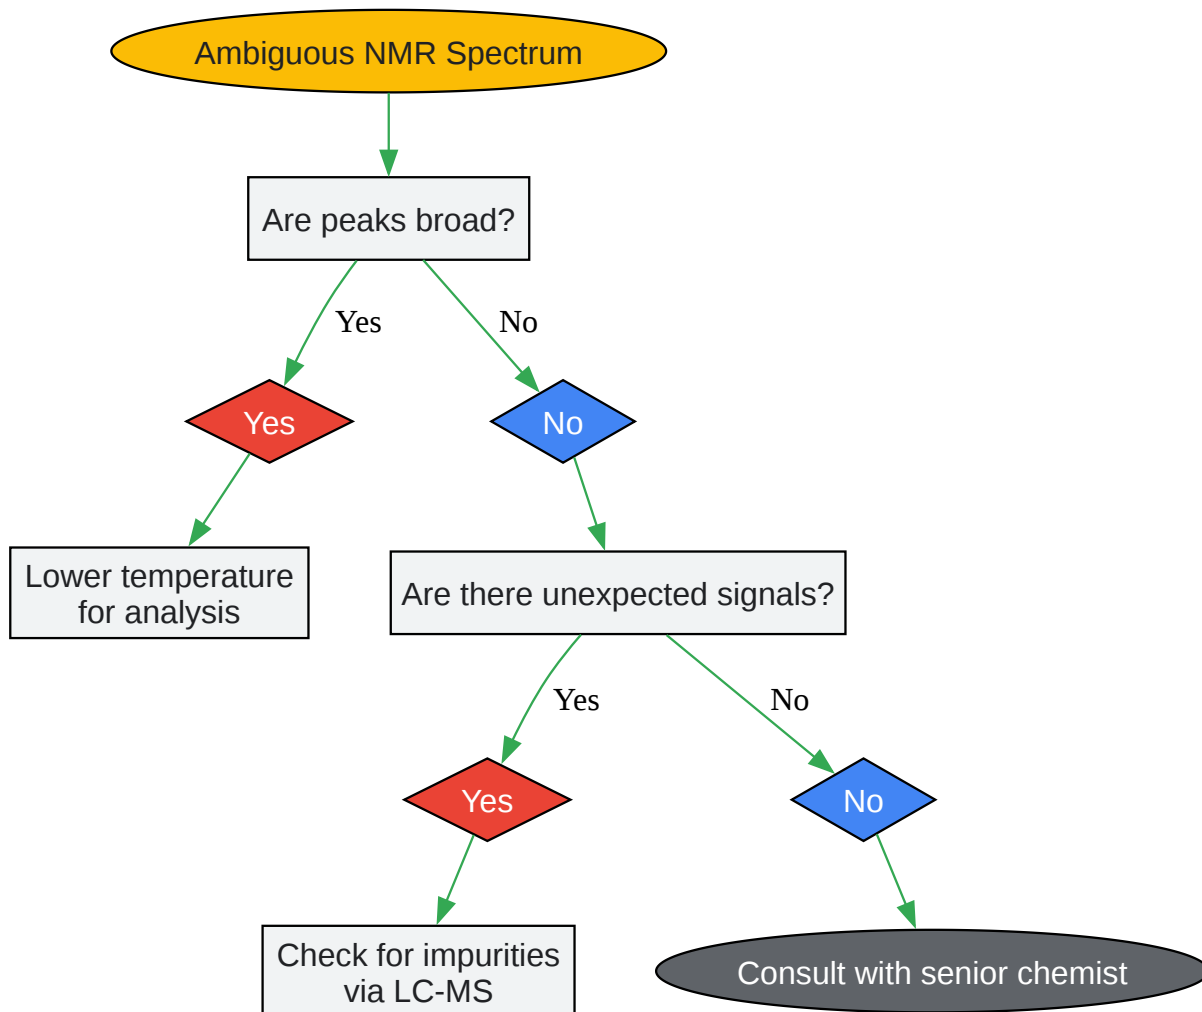 Ambiguous NMR Spectrum
Are peaks broad?
Yes
No
Yes
No
Lower temperature
for analysis
Are there unexpected signals?
Yes
No
Yes
No
Check for impurities
via LC-MS
Consult with senior chemist